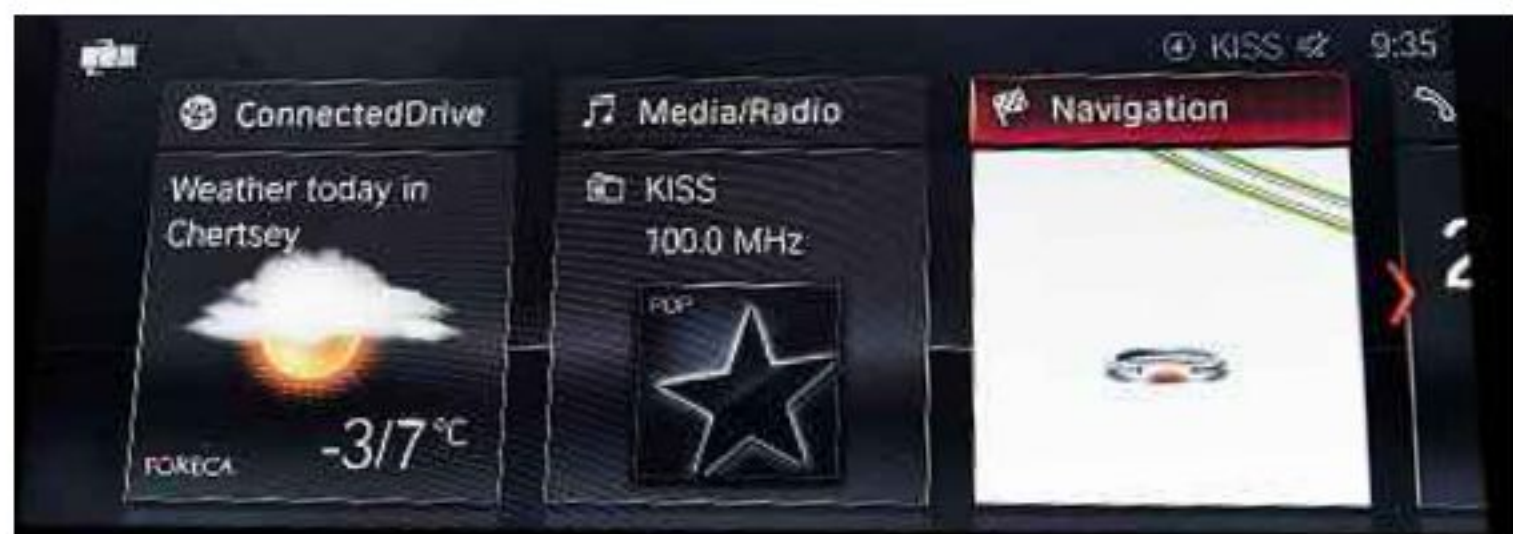 ④ KISS 9:35
ConnectedDrive
Weather today in
Chertsey
-3/7°C
FORECA
Media/Radio
KISS
100.0 MHz
POP
Navigation
2